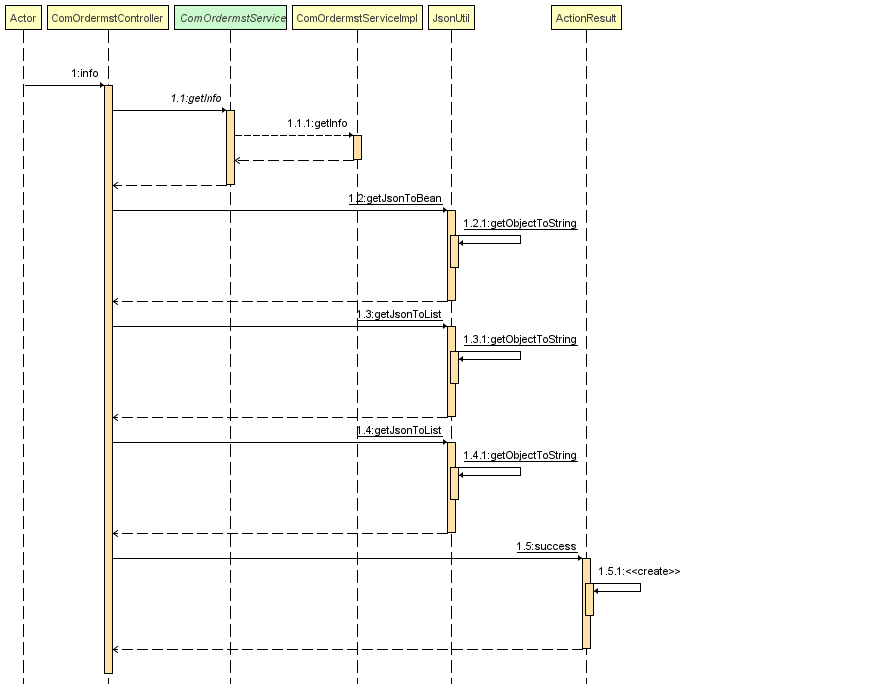 Actor
ComOrdermstController
ComOrdermstService
ComOrdermstServiceImpl
JsonUtil
ActionResult
1:info
1.1:getInfo
1.1.1:getInfo
1.2:getJsonToBean
1.2.1:getObjectToString
1.3:getJsonToList
1.3.1:getObjectToString
1.4:getJsonToList
1.4.1:getObjectToString
1.5:success
1.5.1:<<create>>